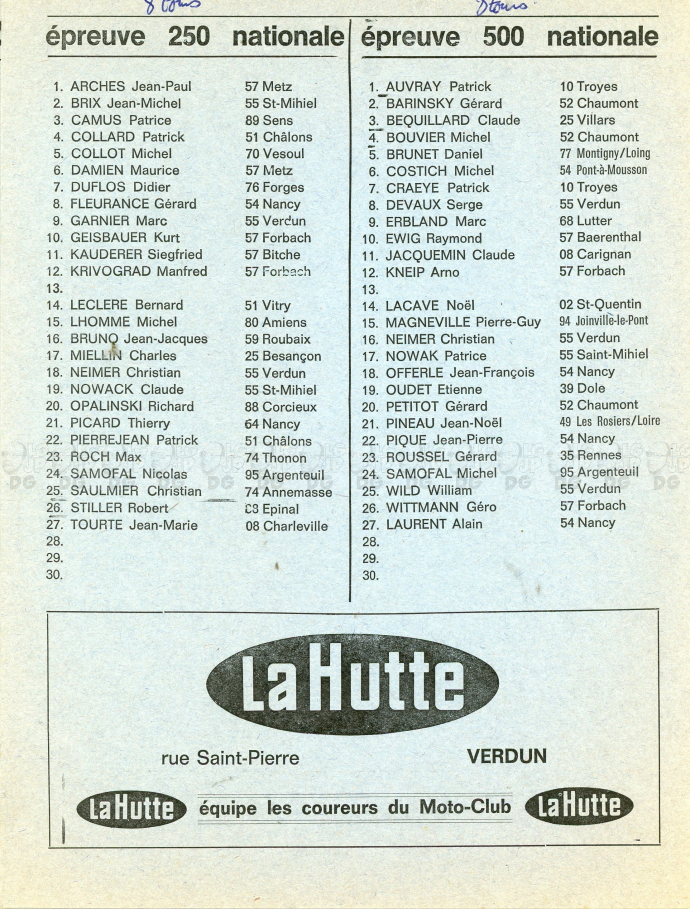 8 tours
8 tours
épreuve 250 nationale
1. ARCHES Jean-Paul 57 Metz
2. BRIX Jean-Michel 55 St-Mihiel
3. CAMUS Patrice 89 Sens
4. COLLARD Patrick 51 Châlons
5. COLLOT Michel 70 Vesoul
6. DAMIEN Maurice 57 Metz
7. DUFLOS Didier 76 Forges
8. FLEURANCE Gérard 54 Nancy
9. GARNIER Marc 55 Verdun
10. GEISBAUER Kurt 57 Forbach
11. KAUDERER Siegfried 57 Bitche
12. KRIVOGRAD Manfred 57 Forbach
13.
14. LECLERE Bernard 51 Vitry
15. LHOMME Michel 80 Amiens
16. BRUNO Jean-Jacques 59 Roubaix
17. MIELLIN Charles 25 Besançon
18. NEIMER Christian 55 Verdun
19. NOWACK Claude 55 St-Mihiel
20. OPALINSKI Richard 88 Corcieux
21. PICARD Thierry 64 Nancy
22. PIERREJEAN Patrick 51 Châlons
23. ROCH Max 74 Thonon
24. SAMOFAL Nicolas 95 Argenteuil
25. SAULMIER Christian 74 Annemasse
26. STILLER Robert Epinal
27. TOURTE Jean-Marie 08 Charleville
28.
29.
30.
épreuve 500 nationale
1. AUVRAY Patrick 10 Troyes
2. BARINSKY Gérard 52 Chaumont
3. BEQUILLARD Claude 25 Villars
4. BOUVIER Michel 52 Chaumont
5. BRUNET Daniel 77 Montigny/Loing
6. COSTICH Michel 54 Pont-à-Mousson
7. CRAEYE Patrick 10 Troyes
8. DEVAUX Serge 55 Verdun
9. ERBLAND Marc 68 Lutter
10. EWIG Raymond 57 Baerenthal
11. JACQUEMIN Claude 08 Carignan
12. KNEIP Arno 57 Forbach
13.
14. LACAVE Noël 02 St-Quentin
15. MAGNEVILLE Pierre-Guy 94 Joinville-le-Pont
16. NEIMER Christian 55 Verdun
17. NOWAK Patrice 55 Saint-Mihiel
18. OFFERLE Jean-François 54 Nancy
19. OUDET Etienne 39 Dole
20. PETITOT Gérard 52 Chaumont
21. PINEAU Jean-Noël 49 Les Rosiers/Loire
22. PIQUE Jean-Pierre 54 Nancy
23. ROUSSEL Gérard 35 Rennes
24. SAMOFAL Michel 95 Argenteuil
25. WILD William 55 Verdun
26. WITTMANN Géro 57 Forbach
27. LAURENT Alain 54 Nancy
28.
29.
30.
La Hutte
rue Saint-Pierre VERDUN
La Hutte équipe les coureurs du Moto-Club La Hutte